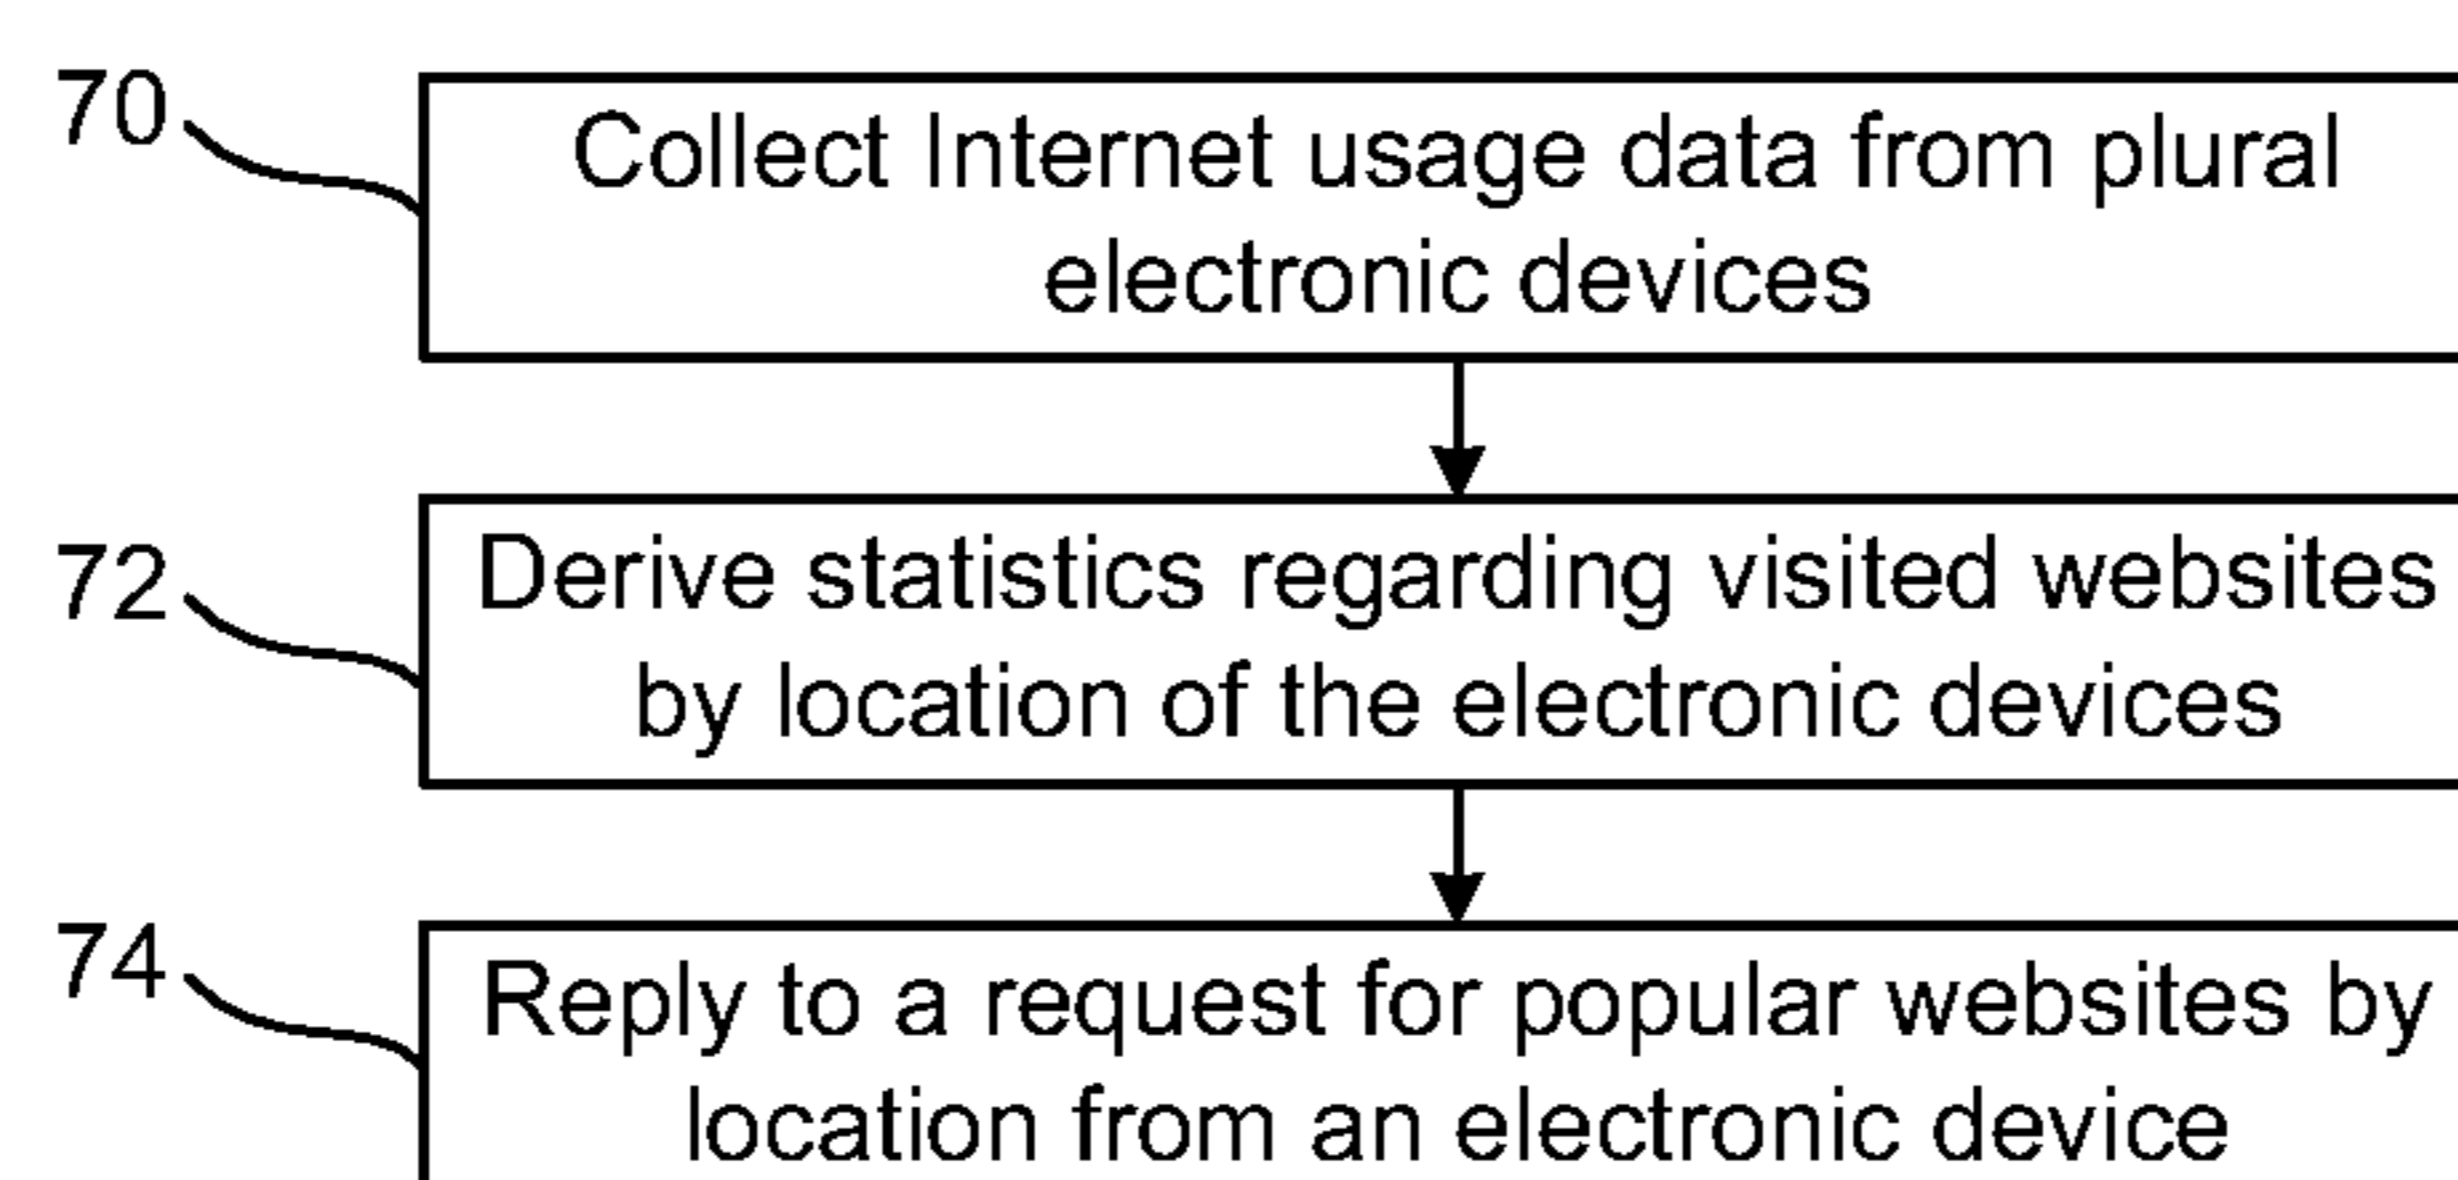 70
Collect Internet usage data from plural
electronic devices
72
Derive statistics regarding visited websites
by location of the electronic devices
74
Reply to a request for popular websites by
location from an electronic device